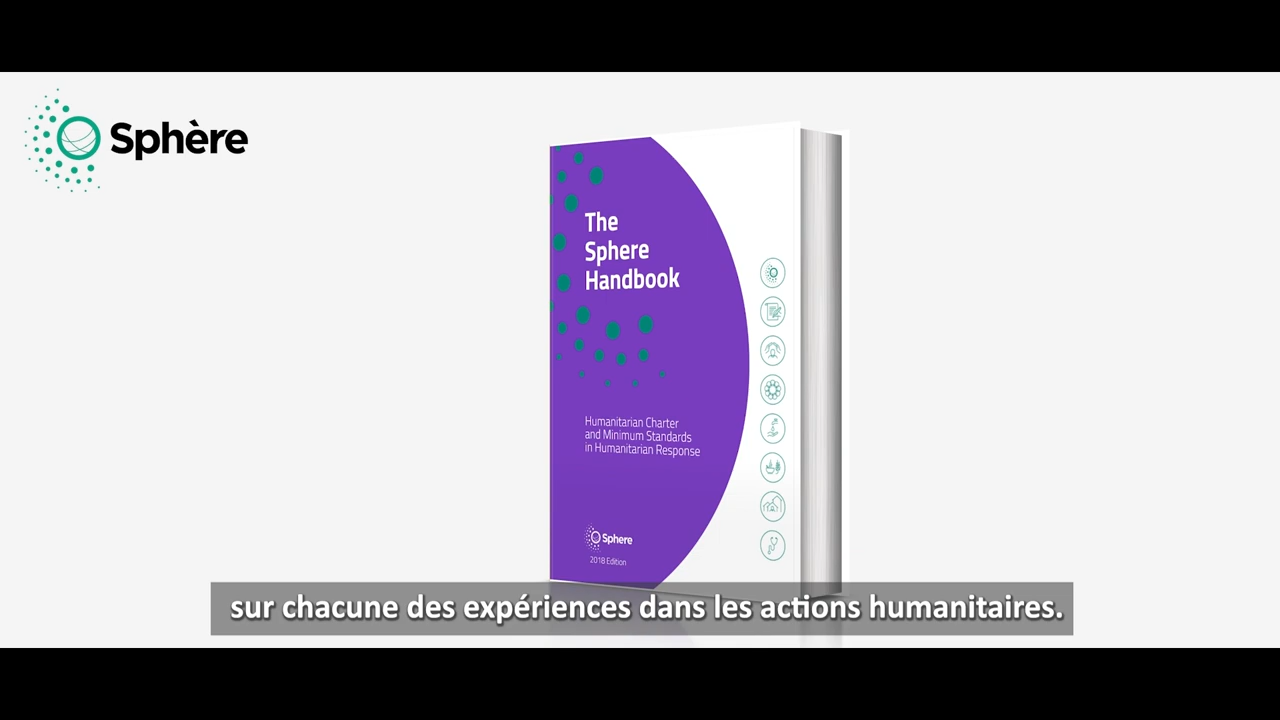 Sphère
The
Sphere
Handbook
Humanitarian Charter
and Minimum Standards
in Humanitarian Response
Sphere
2018 Edition
sur chacune des expériences dans les actions humanitaires.